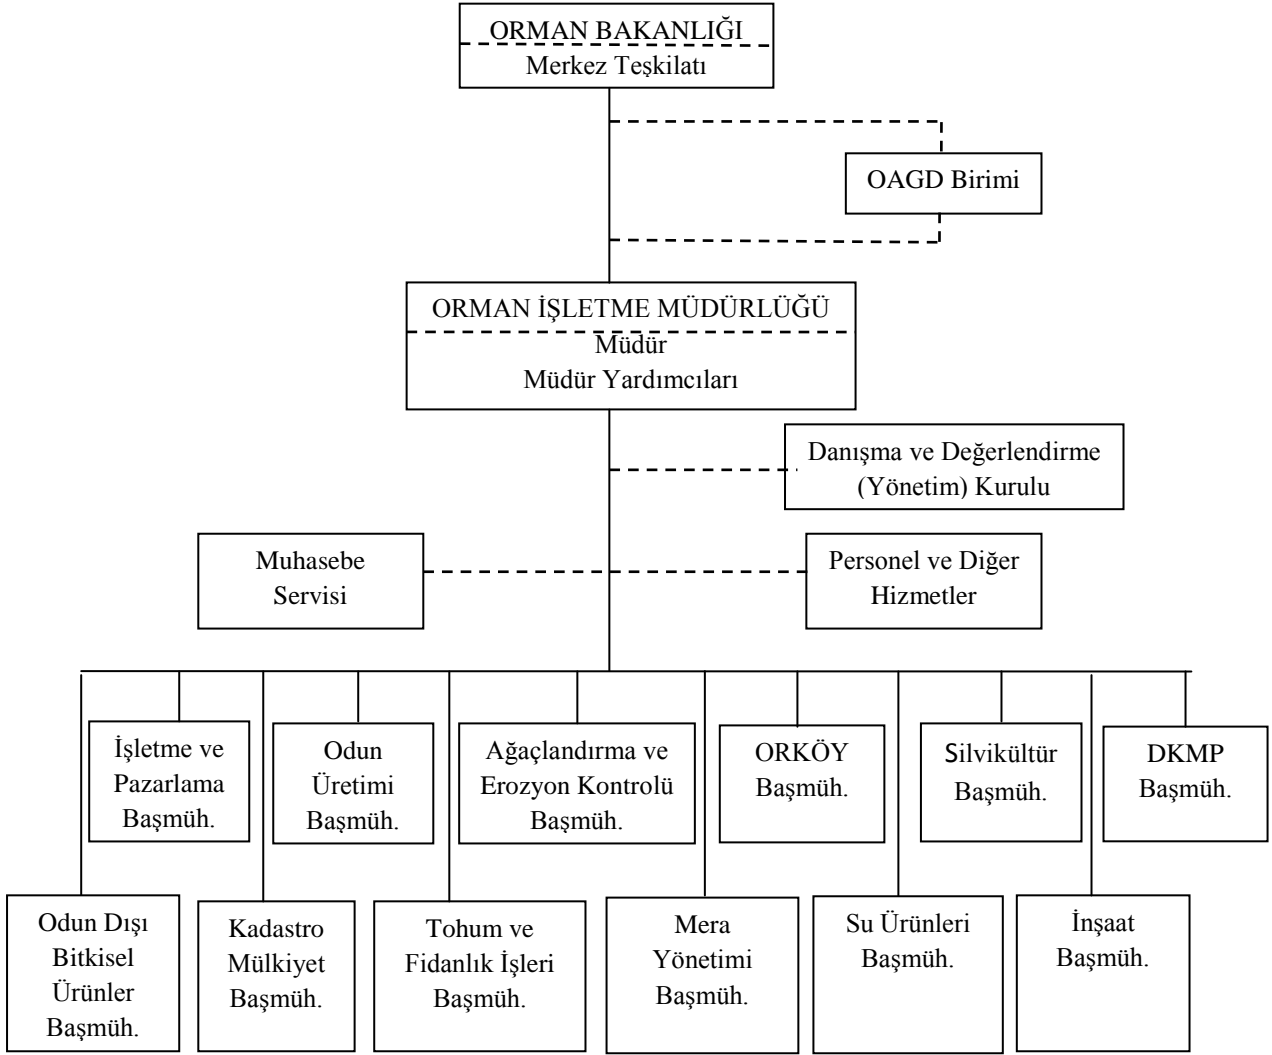 ORMAN BAKANLIĞI
Merkez Teşkilatı
OAGD Birimi
ORMAN İŞLETME MÜDÜRLÜĞÜ
Müdür
Müdür Yardımcıları
Danışma ve Değerlendirme
(Yönetim) Kurulu
Muhasebe
Servisi
Personel ve Diğer
Hizmetler
İşletme ve
Pazarlama
Başmüh.
Odun
Üretimi
Başmüh.
Ağaçlandırma ve
Erozyon Kontrolü
Başmüh.
ORKÖY
Başmüh.
Silvikültür
Başmüh.
DKMP
Başmüh.
Odun Dışı
Bitkisel
Ürünler
Başmüh.
Kadastro
Mülkiyet
Başmüh.
Tohum ve
Fidanlık İşleri
Başmüh.
Mera
Yönetimi
Başmüh.
Su Ürünleri
Başmüh.
İnşaat
Başmüh.